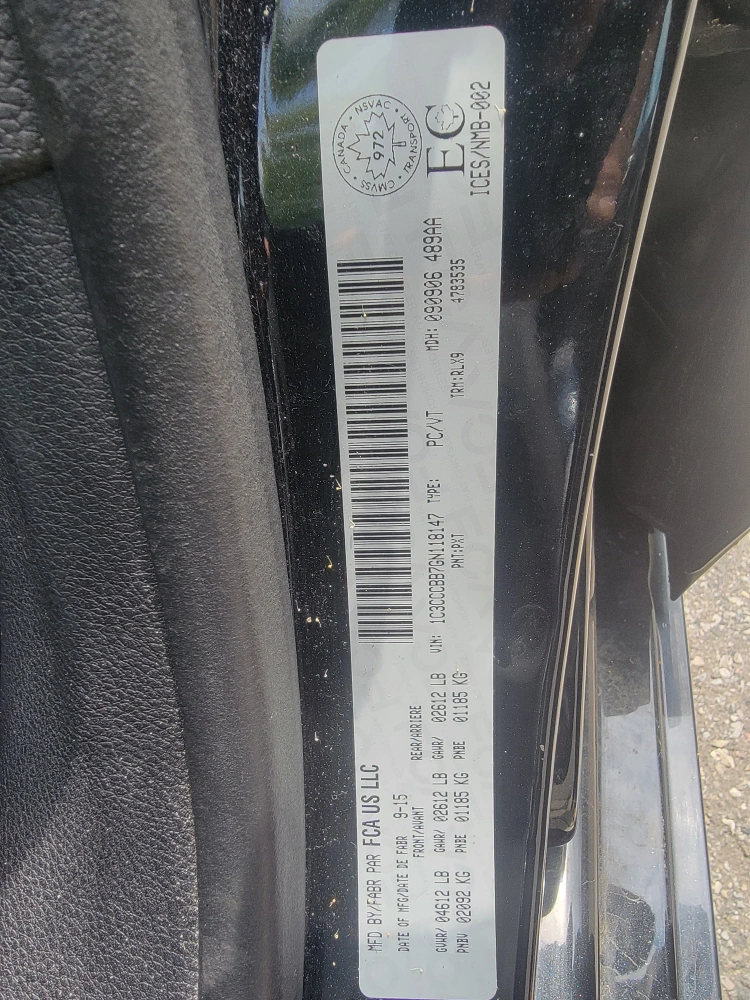 MFD BY/FABR PAR FCA US LLC
DATE OF MFG/DATE DE FABR 9-15
FRONT/AVANT REAR/ARRIERE
GVWR/ 04612 LB GAWR/ 02612 LB GAWR/ 02612 LB
PNBV 02092 KG PNBE 01185 KG PNBE 01185 KG
VIN: 1C3CCCBB7GN118147 TYPE: PC/VT MDH: 090906 489AA
PNT:PXT TRM:RLX9 4783535
CANADA • NSVAC • TRANSPORT • CMVSS •
972
EC
ICES/NMB-002